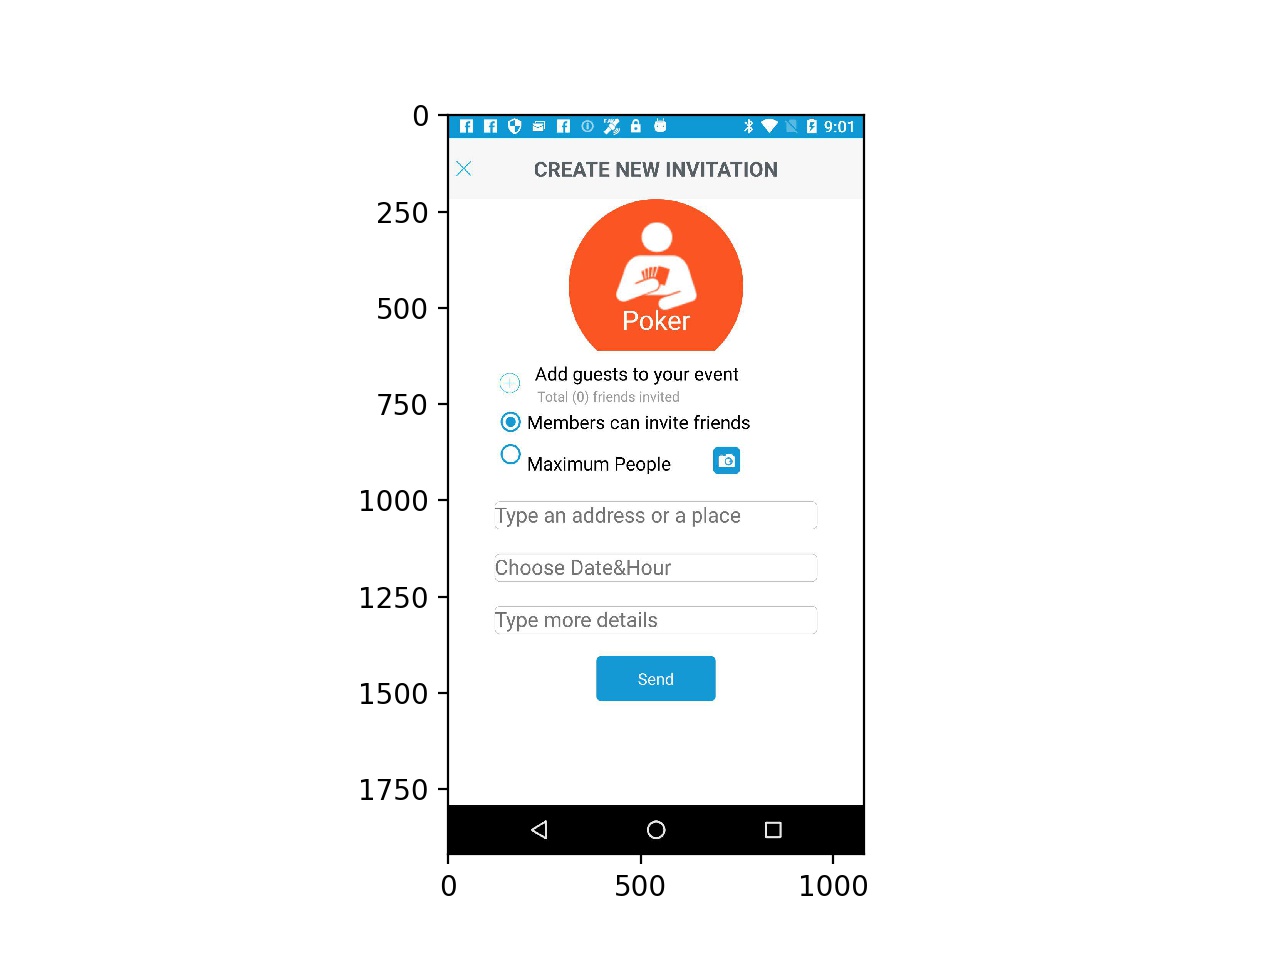 9:01
CREATE NEW INVITATION
Poker
Add guests to your event
Total (0) friends invited
Members can invite friends
Maximum People
Type an address or a place
Choose Date&Hour
Type more details
Send
0
250
500
750
1000
1250
1500
1750
0
500
1000